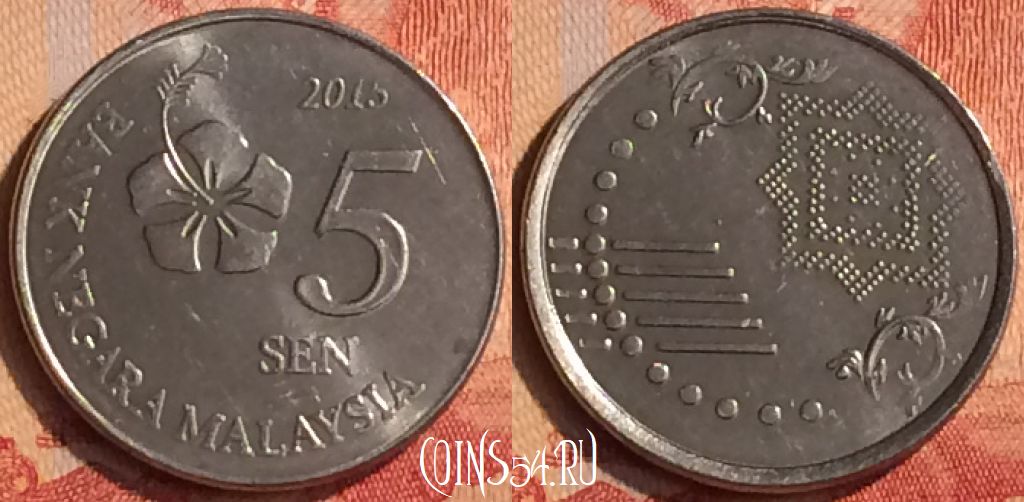 2015
5
SEN
BANK NEGARA MALAYSIA
COINS54.RU